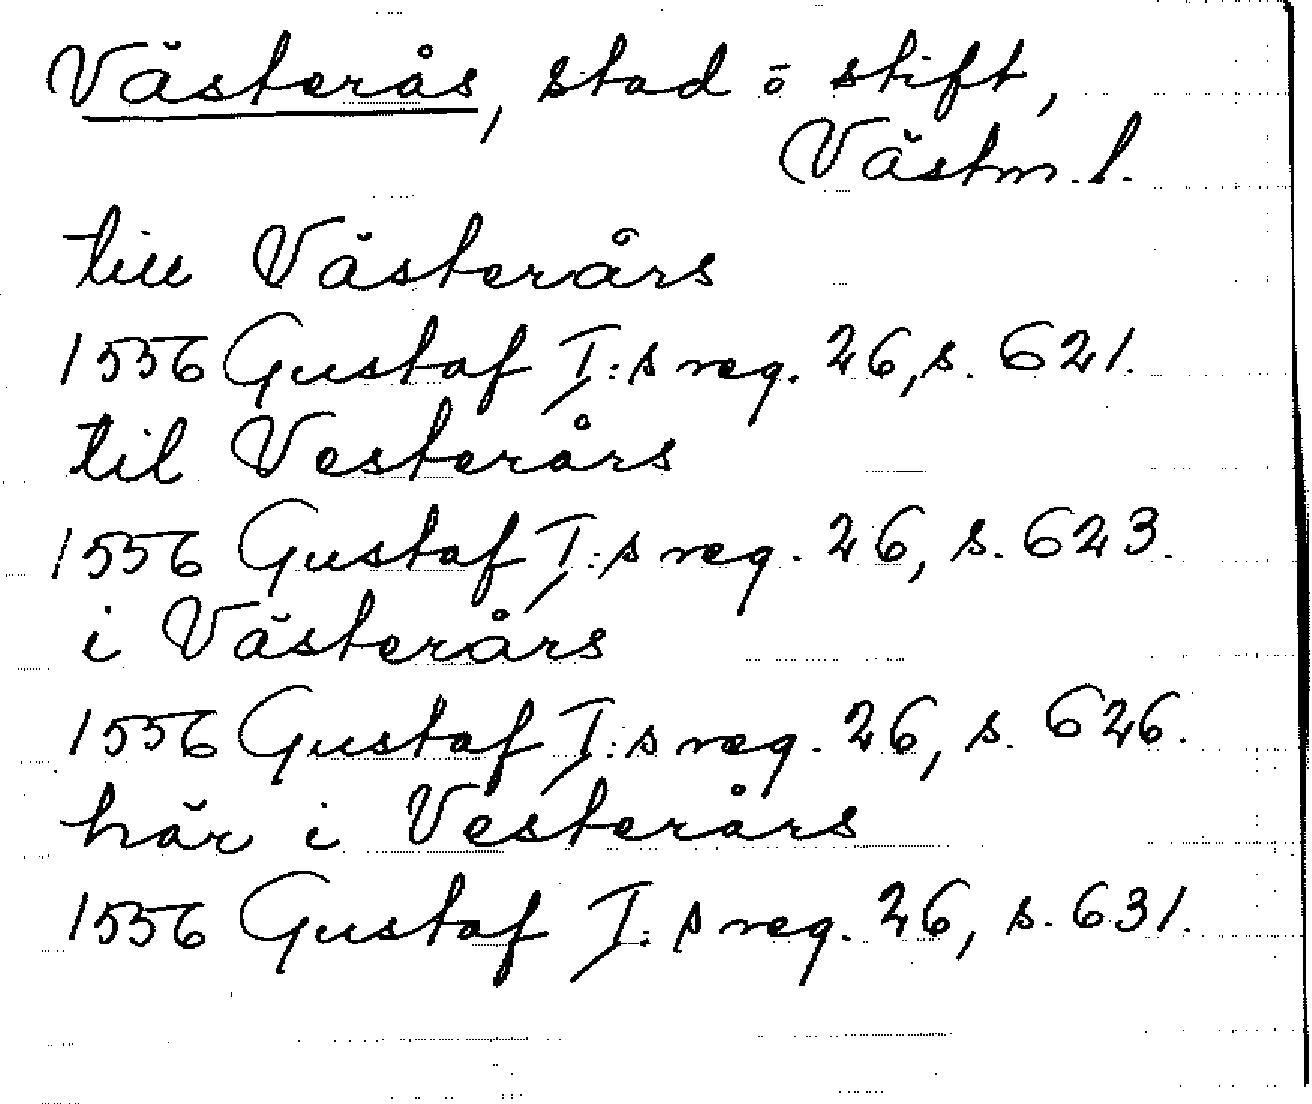 Västerås, stad o stift,
Västm. l.
till Västerårs
1556 Gustaf I:s reg. 26, s. 621.
til Vesterårs
1556 Gustaf I:s reg. 26, s. 623.
i Västerårs
1556 Gustaf I:s reg. 26, s. 626.
här i Vesterårs
1556 Gustaf I:s reg. 26, s. 631.